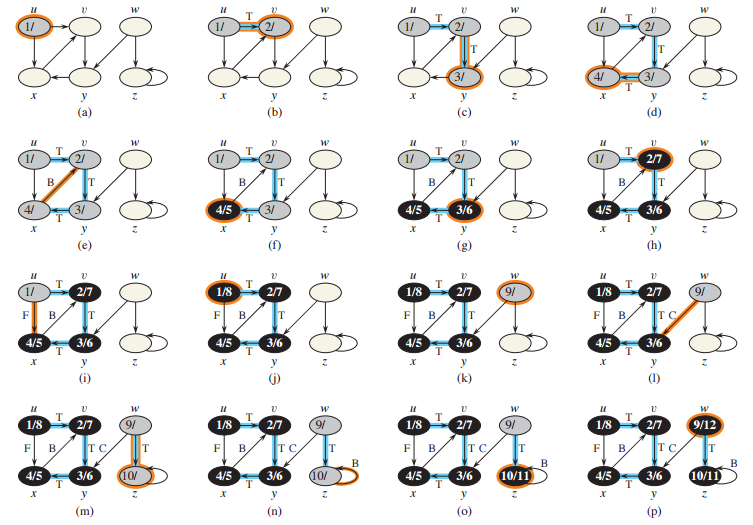 u v w
1/
x y z
(a)
u v w
1/ T 2/
x y z
(b)
u v w
1/ T 2/
T
3/
x y z
(c)
u v w
1/ T 2/
T
4/ T 3/
x y z
(d)
u v w
1/ T 2/
B T
4/ T 3/
x y z
(e)
u v w
1/ T 2/
B T
4/5 T 3/
x y z
(f)
u v w
1/ T 2/
B T
4/5 T 3/6
x y z
(g)
u v w
1/ T 2/7
B T
4/5 T 3/6
x y z
(h)
u v w
1/ T 2/7
F B T
4/5 T 3/6
x y z
(i)
u v w
1/8 T 2/7
F B T
4/5 T 3/6
x y z
(j)
u v w
1/8 T 2/7 9/
F B T
4/5 T 3/6
x y z
(k)
u v w
1/8 T 2/7 9/
F B T C
4/5 T 3/6
x y z
(l)
u v w
1/8 T 2/7 9/
F B T C T
4/5 T 3/6 10/
x y z
(m)
u v w
1/8 T 2/7 9/
F B T C T
4/5 T 3/6 10/ B
x y z
(n)
u v w
1/8 T 2/7 9/
F B T C T
4/5 T 3/6 10/11 B
x y z
(o)
u v w
1/8 T 2/7 9/12
F B T C T
4/5 T 3/6 10/11 B
x y z
(p)